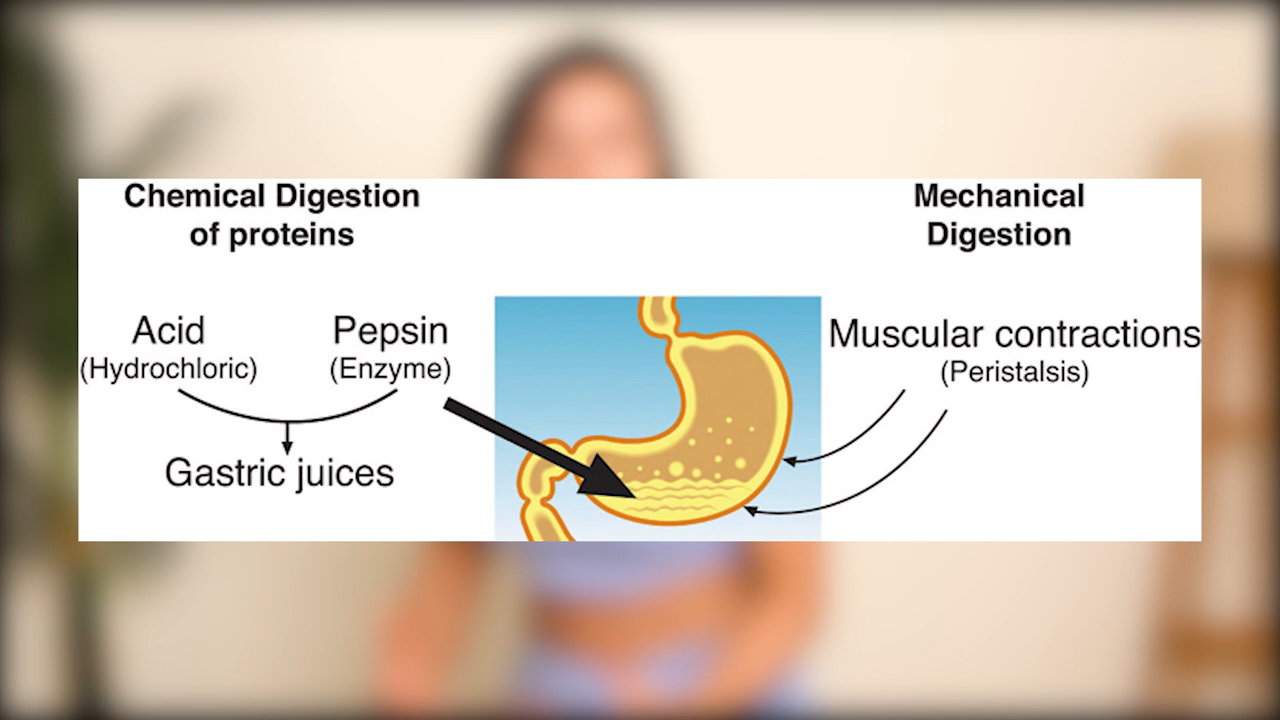 Chemical Digestion
of proteins
Mechanical
Digestion
Acid
(Hydrochloric)
Pepsin
(Enzyme)
Gastric juices
Muscular contractions
(Peristalsis)